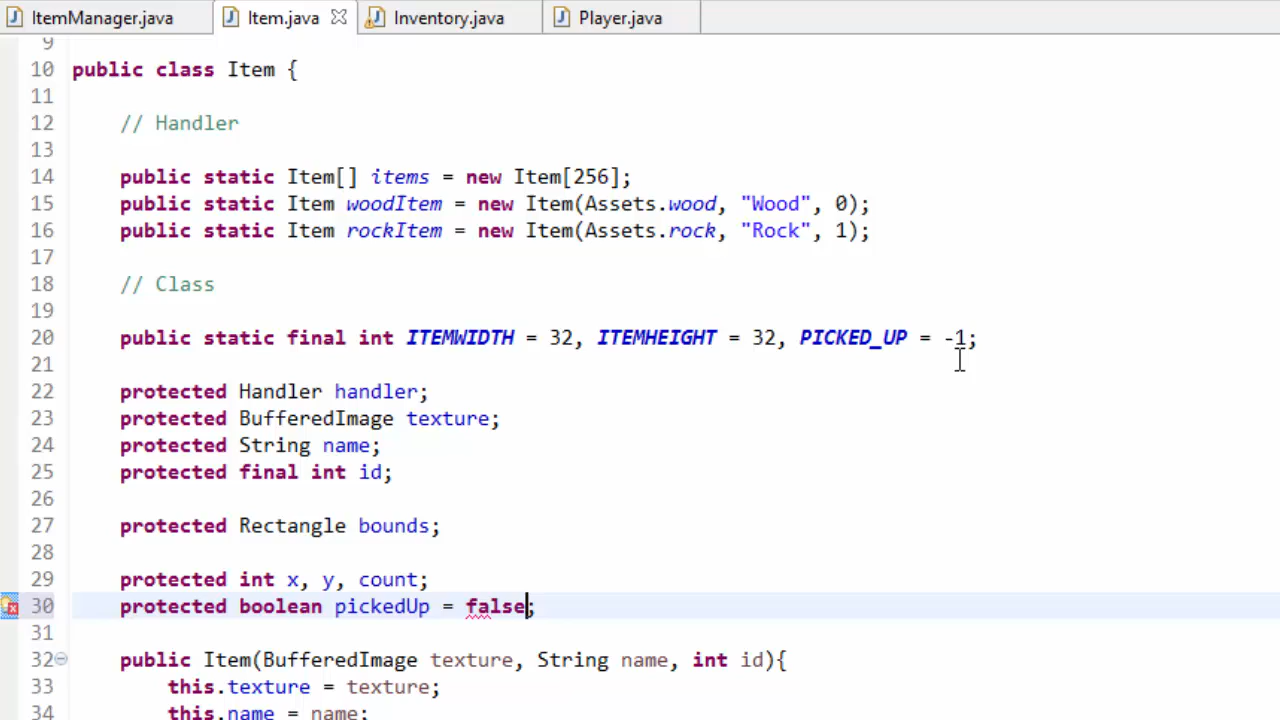 ItemManager.java Item.java Inventory.java Player.java
9
10 public class Item {
11
12 // Handler
13
14 public static Item[] items = new Item[256];
15 public static Item woodItem = new Item(Assets.wood, "Wood", 0);
16 public static Item rockItem = new Item(Assets.rock, "Rock", 1);
17
18 // Class
19
20 public static final int ITEMWIDTH = 32, ITEMHEIGHT = 32, PICKED_UP = -1;
21
22 protected Handler handler;
23 protected BufferedImage texture;
24 protected String name;
25 protected final int id;
26
27 protected Rectangle bounds;
28
29 protected int x, y, count;
30 protected boolean pickedUp = false;
31
32 public Item(BufferedImage texture, String name, int id){
33 this.texture = texture;
34 this.name = name;